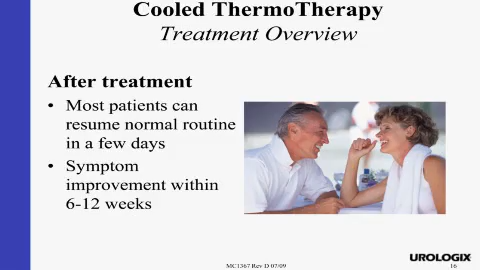 Cooled ThermoTherapy
Treatment Overview
After treatment
• Most patients can
resume normal routine
in a few days
• Symptom
improvement within
6-12 weeks
MC1367 Rev D 07/09
UROLOGIX
16